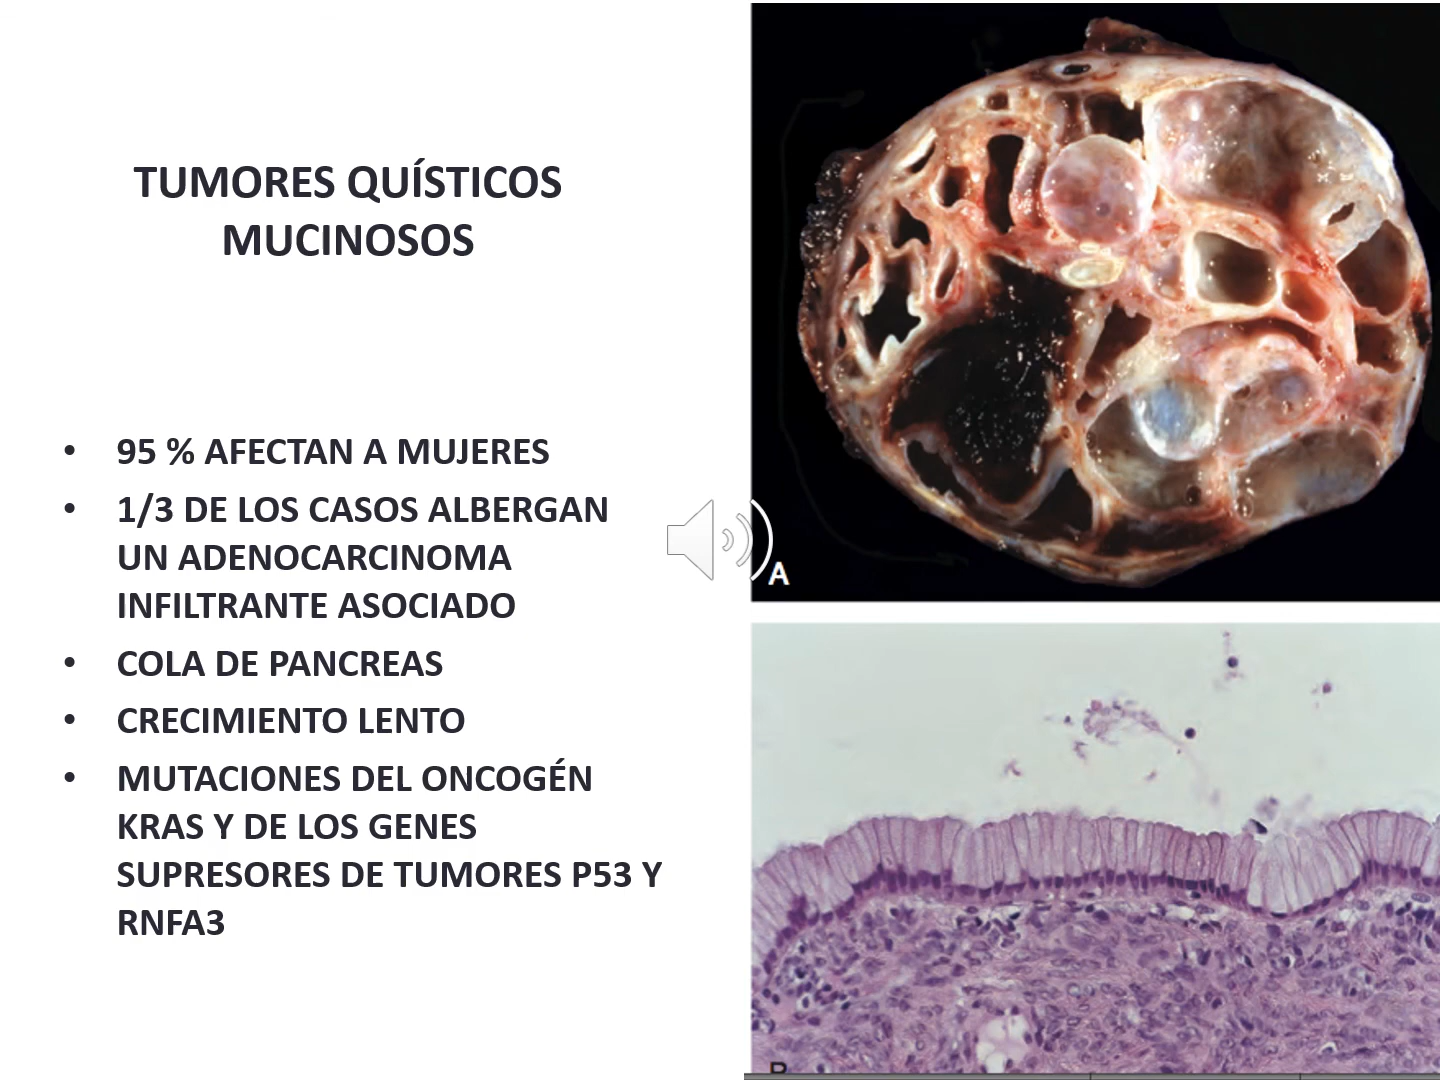 TUMORES QUÍSTICOS
MUCINOSOS
• 95 % AFECTAN A MUJERES
• 1/3 DE LOS CASOS ALBERGAN
UN ADENOCARCINOMA
INFILTRANTE ASOCIADO
• COLA DE PANCREAS
• CRECIMIENTO LENTO
• MUTACIONES DEL ONCOGÉN
KRAS Y DE LOS GENES
SUPRESORES DE TUMORES P53 Y
RNFA3
A
B